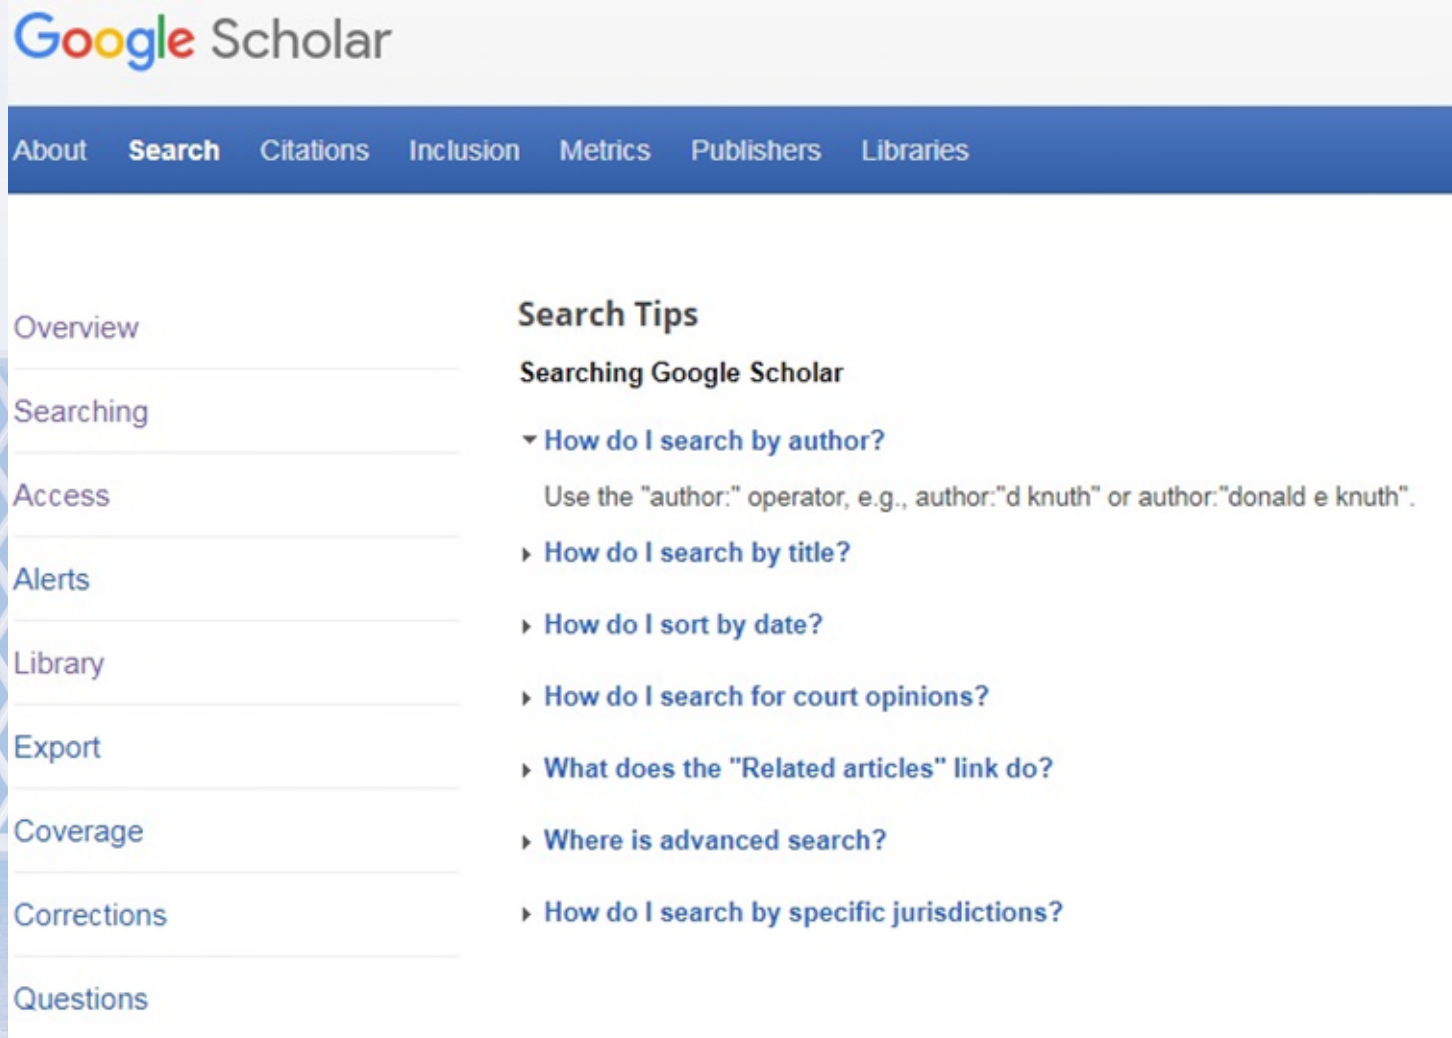 Google Scholar
About Search Citations Inclusion Metrics Publishers Libraries
Overview
Searching
Access
Alerts
Library
Export
Coverage
Corrections
Questions
Search Tips
Searching Google Scholar
How do I search by author?
Use the "author:" operator, e.g., author:"d knuth" or author:"donald e knuth".
How do I search by title?
How do I sort by date?
How do I search for court opinions?
What does the "Related articles" link do?
Where is advanced search?
How do I search by specific jurisdictions?